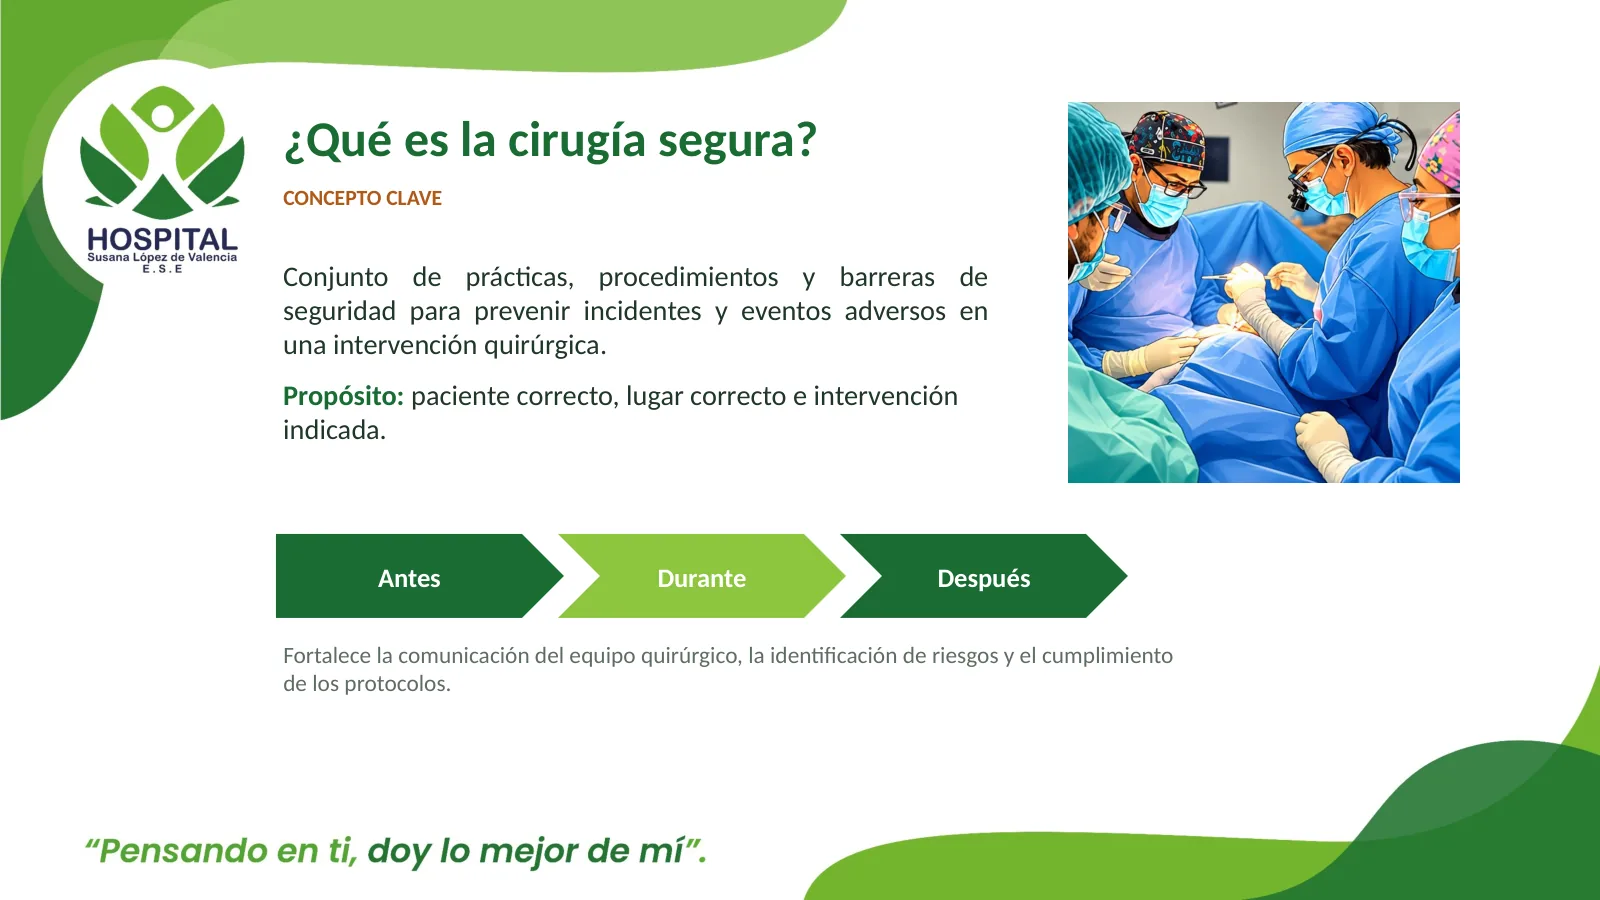 HOSPITAL
Susana López de Valencia
E.S.E
¿Qué es la cirugía segura?
CONCEPTO CLAVE
Conjunto de prácticas, procedimientos y barreras de
seguridad para prevenir incidentes y eventos adversos en
una intervención quirúrgica.
Propósito: paciente correcto, lugar correcto e intervención
indicada.
Antes
Durante
Después
Fortalece la comunicación del equipo quirúrgico, la identificación de riesgos y el cumplimiento
de los protocolos.
“Pensando en ti, doy lo mejor de mí”.